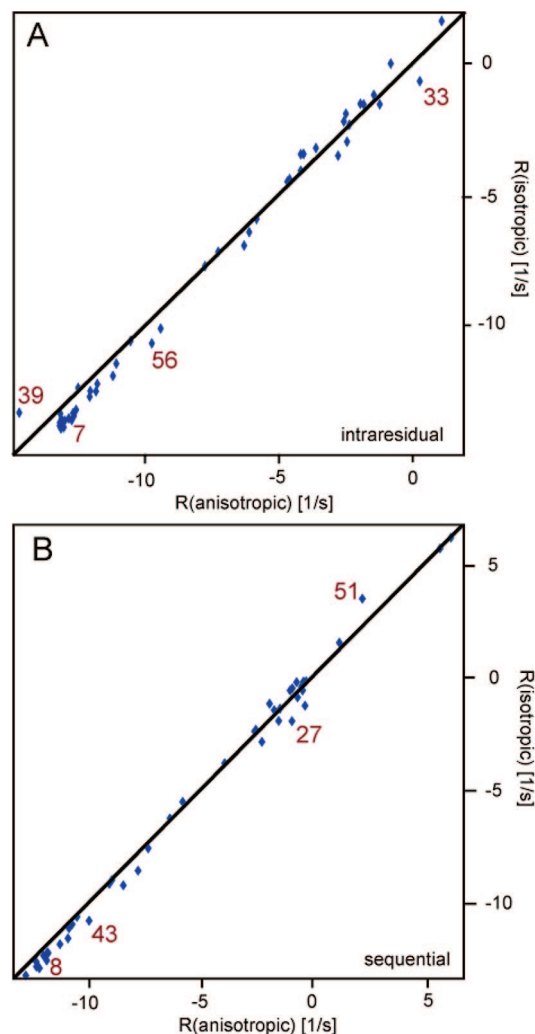 A
0
33
-5
R(isotropic) [1/s]
-10
56
39
7
intraresidual
-10
-5
0
R(anisotropic) [1/s]
B
5
51
0
R(isotropic) [1/s]
27
-5
-10
43
8
sequential
-10
-5
0
5
R(anisotropic) [1/s]